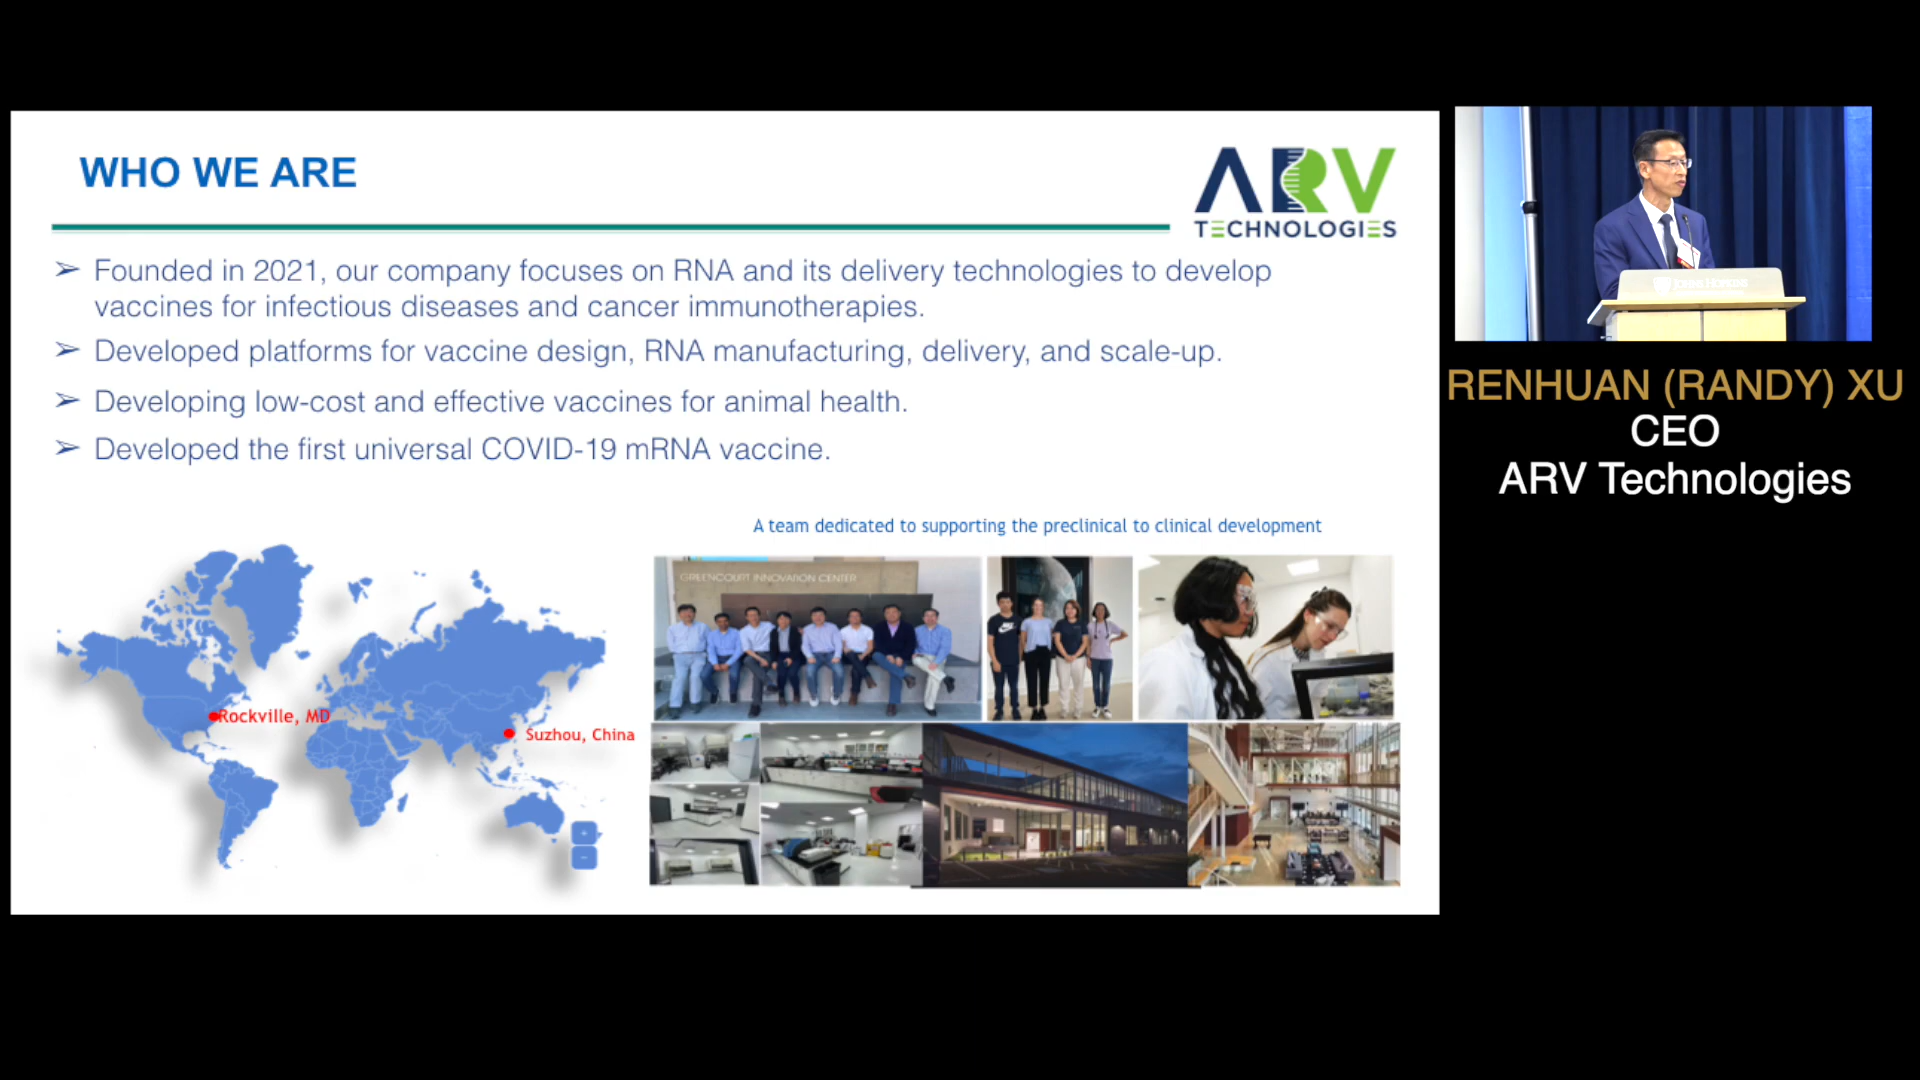 WHO WE ARE
ARV
TECHNOLOGIES
➢ Founded in 2021, our company focuses on RNA and its delivery technologies to develop
vaccines for infectious diseases and cancer immunotherapies.
➢ Developed platforms for vaccine design, RNA manufacturing, delivery, and scale-up.
➢ Developing low-cost and effective vaccines for animal health.
➢ Developed the first universal COVID-19 mRNA vaccine.
A team dedicated to supporting the preclinical to clinical development
GREENCOURT INNOVATION CENTER
Rockville, MD
Suzhou, China
RENHUAN (RANDY) XU
CEO
ARV Technologies